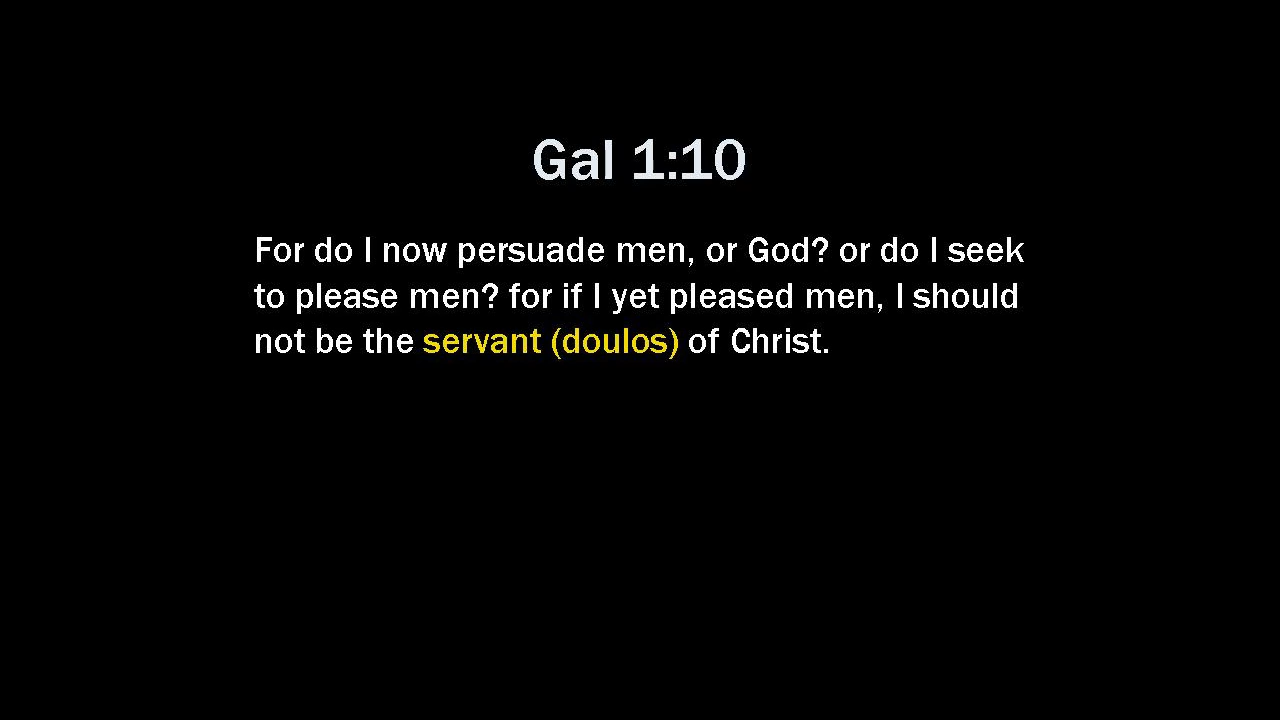 Gal 1:10
For do I now persuade men, or God? or do I seek
to please men? for if I yet pleased men, I should
not be the servant (doulos) of Christ.